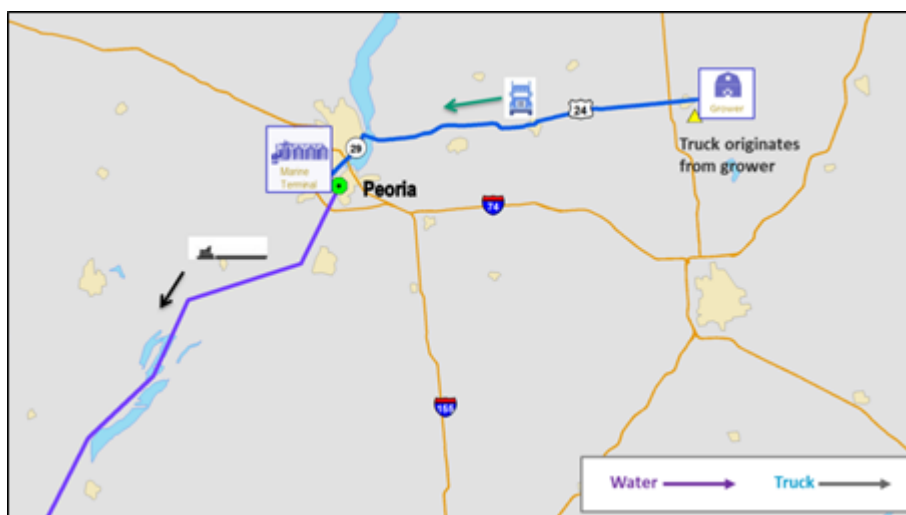 24
Grower
Truck originates
from grower
29
Marine
Terminal
Peoria
74
155
Water
Truck